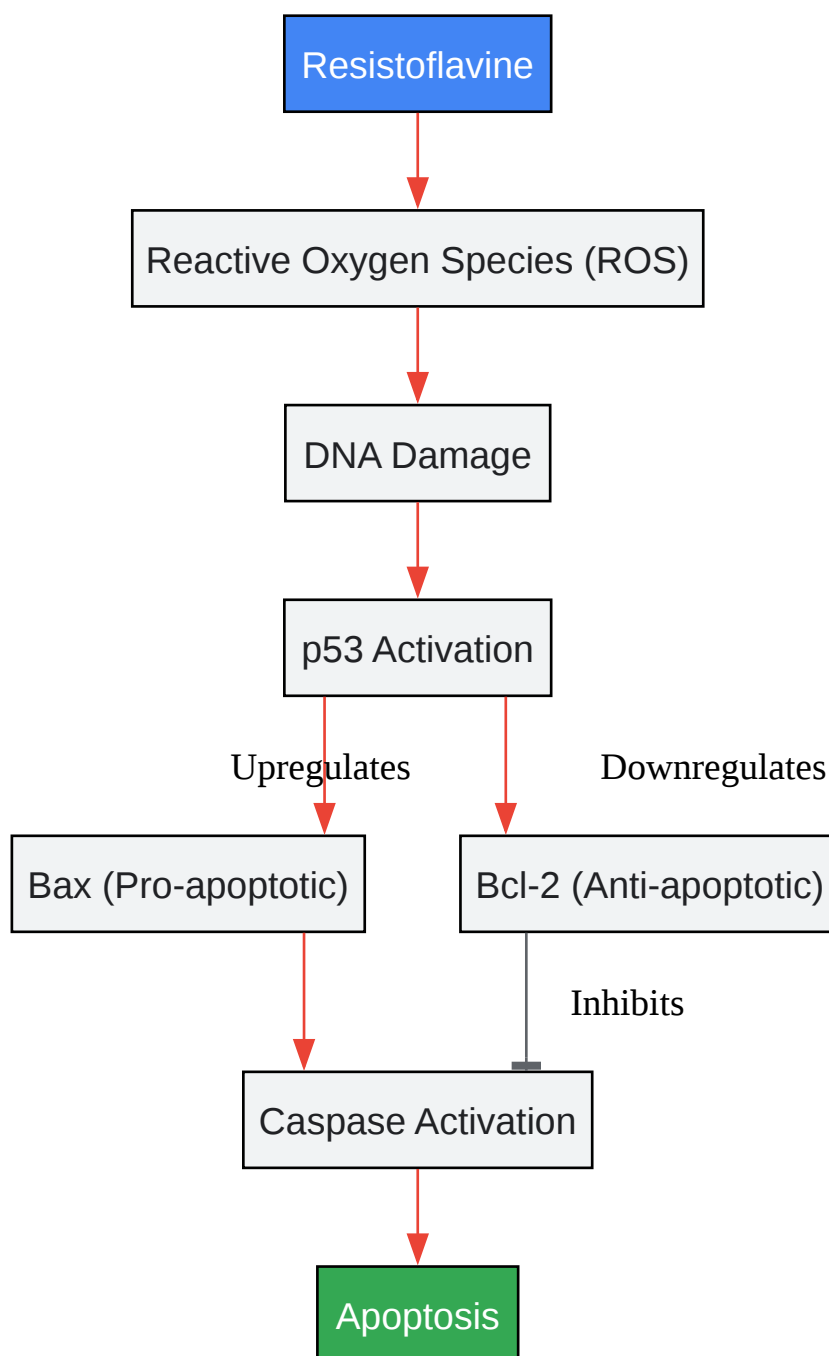 Resistoflavine
Reactive Oxygen Species (ROS)
DNA Damage
p53 Activation
Upregulates
Downregulates
Bax (Pro-apoptotic)
Bcl-2 (Anti-apoptotic)
Inhibits
Caspase Activation
Apoptosis